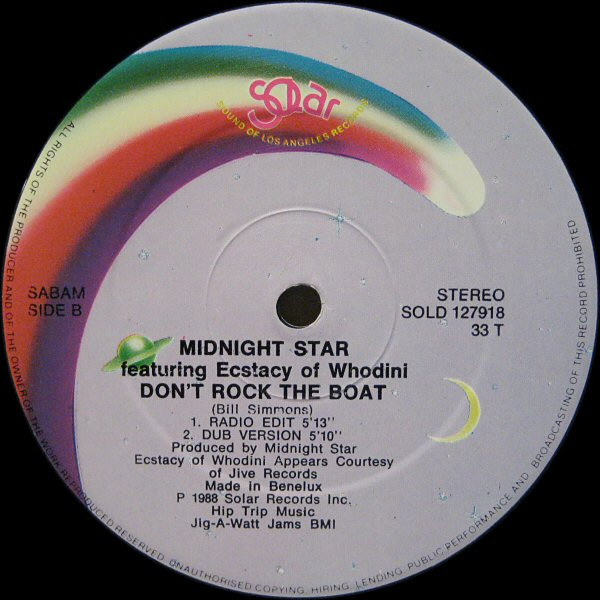 Solar
SOUND OF LOS ANGELES RECORDS
SABAM
SIDE B
STEREO
SOLD 127918
33 T
MIDNIGHT STAR
featuring Ecstacy of Whodini
DON'T ROCK THE BOAT
(Bill Simmons)
1. RADIO EDIT 5'13''
2. DUB VERSION 5'10''
Produced by Midnight Star
Ecstasy of Whodini Appears Courtesy
of Jive Records
Made in Benelux
P 1988 Solar Records Inc.
Hip Trip Music
Jig-A-Watt Jams BMI
ALL RIGHTS OF THE PRODUCER AND OF THE OWNER OF THE WORK REPRODUCED RESERVED. UNAUTHORISED COPYING, HIRING, LENDING, PUBLIC PERFORMANCE AND BROADCASTING OF THIS RECORD PROHIBITED